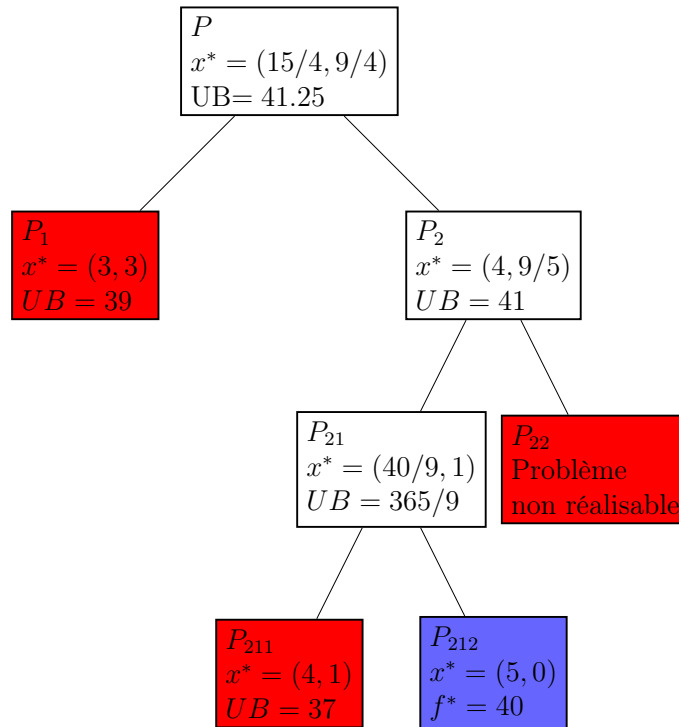 P
x* = (15/4, 9/4)
UB= 41.25
P₁
x* = (3, 3)
UB = 39
P₂
x* = (4, 9/5)
UB = 41
P₂₁
x* = (40/9, 1)
UB = 365/9
P₂₂
Problème
non réalisable
P₂₁₁
x* = (4, 1)
UB = 37
P₂₁₂
x* = (5, 0)
f* = 40